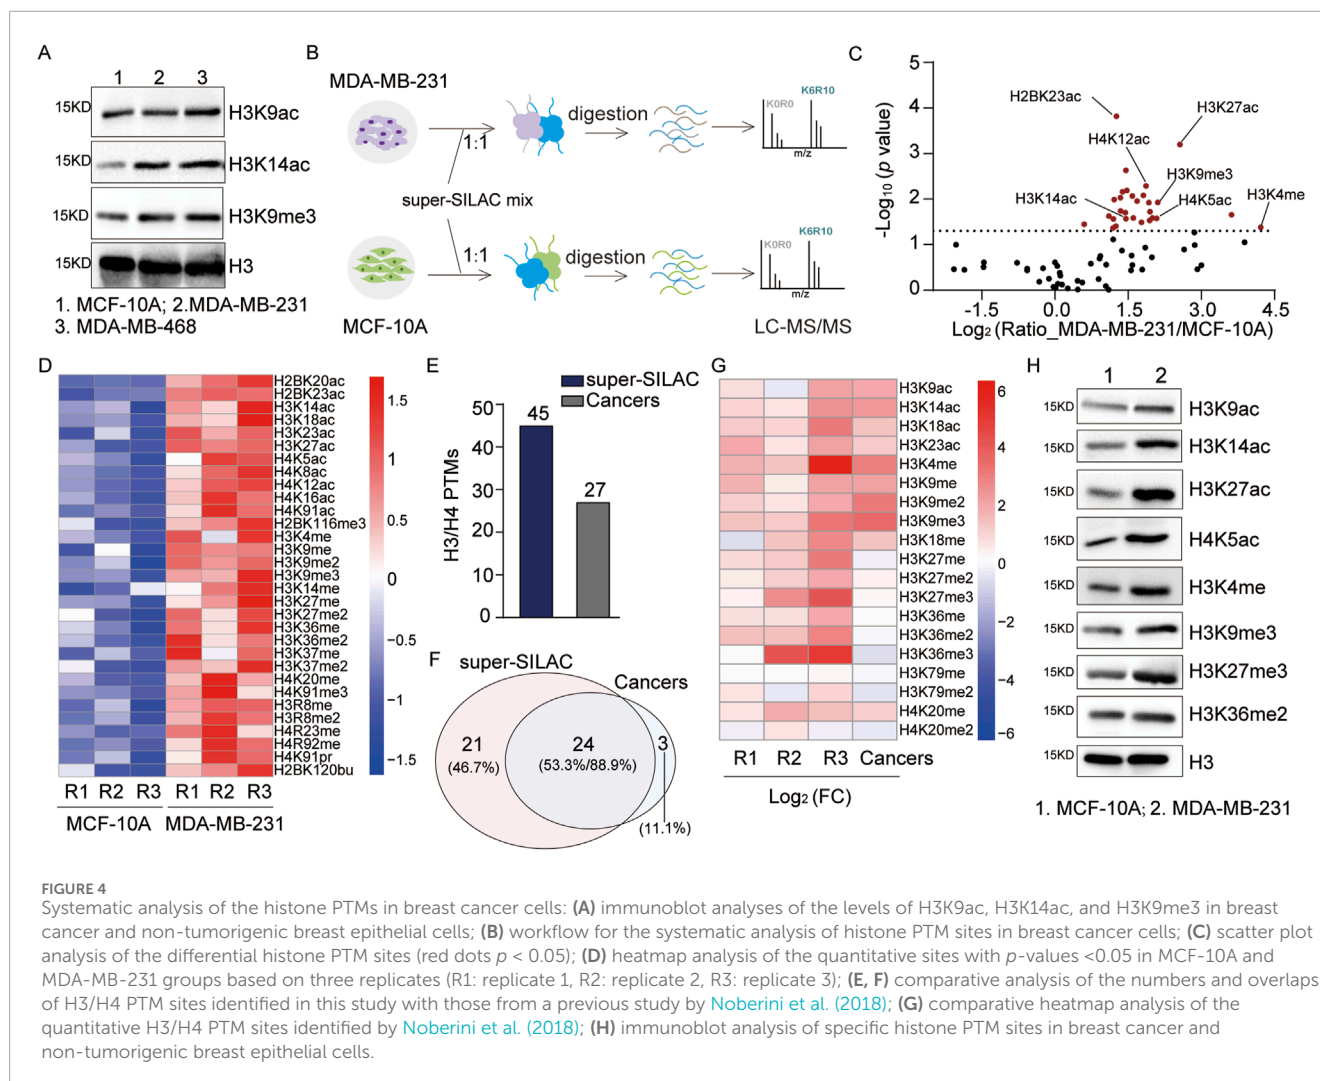 A
1 2 3
15KD H3K9ac
15KD H3K14ac
15KD H3K9me3
15KD H3
1. MCF-10A; 2.MDA-MB-231
3. MDA-MB-468
B
MDA-MB-231
1:1
digestion
K0R0
K6R10
m/z
super-SILAC mix
1:1
digestion
K0R0
K6R10
m/z
MCF-10A
LC-MS/MS
C
-Log10 (p value)
5
4
3
2
1
0
H2BK23ac
H3K27ac
H4K12ac
H3K9me3
H3K14ac
H4K5ac
H3K4me
-1.5 0.0 1.5 3.0 4.5
Log2 (Ratio_MDA-MB-231/MCF-10A)
D
H2BK20ac
H2BK23ac
H3K14ac
H3K18ac
H3K23ac
H3K27ac
H4K5ac
H4K8ac
H4K12ac
H4K16ac
H4K91ac
H2BK116me3
H3K4me
H3K9me
H3K9me2
H3K9me3
H3K14me
H3K27me
H3K27me2
H3K36me
H3K36me2
H3K37me
H3K37me2
H4K20me
H4K91me3
H3R8me
H3R8me2
H4R23me
H4R92me
H4K91pr
H2BK120bu
1.5
1
0.5
0
−0.5
−1
−1.5
R1 R2 R3 R1 R2 R3
MCF-10A MDA-MB-231
E
super-SILAC
Cancers
H3/H4 PTMs
50
40
30
20
10
0
45
27
F
super-SILAC
Cancers
21
(46.7%)
24
(53.3%/88.9%)
3
(11.1%)
G
H3K9ac
H3K14ac
H3K18ac
H3K23ac
H3K4me
H3K9me
H3K9me2
H3K9me3
H3K18me
H3K27me
H3K27me2
H3K27me3
H3K36me
H3K36me2
H3K36me3
H3K79me
H3K79me2
H4K20me
H4K20me2
6
4
2
0
−2
−4
−6
R1 R2 R3 Cancers
Log2 (FC)
H
1 2
15KD H3K9ac
15KD H3K14ac
15KD H3K27ac
15KD H4K5ac
15KD H3K4me
15KD H3K9me3
15KD H3K27me3
15KD H3K36me2
15KD H3
1. MCF-10A; 2. MDA-MB-231
FIGURE 4
Systematic analysis of the histone PTMs in breast cancer cells: (A) immunoblot analyses of the levels of H3K9ac, H3K14ac, and H3K9me3 in breast
cancer and non-tumorigenic breast epithelial cells; (B) workflow for the systematic analysis of histone PTM sites in breast cancer cells; (C) scatter plot
analysis of the differential histone PTM sites (red dots p < 0.05); (D) heatmap analysis of the quantitative sites with p-values <0.05 in MCF-10A and
MDA-MB-231 groups based on three replicates (R1: replicate 1, R2: replicate 2, R3: replicate 3); (E, F) comparative analysis of the numbers and overlaps
of H3/H4 PTM sites identified in this study with those from a previous study by Noberini et al. (2018); (G) comparative heatmap analysis of the
quantitative H3/H4 PTM sites identified by Noberini et al. (2018); (H) immunoblot analysis of specific histone PTM sites in breast cancer and
non-tumorigenic breast epithelial cells.